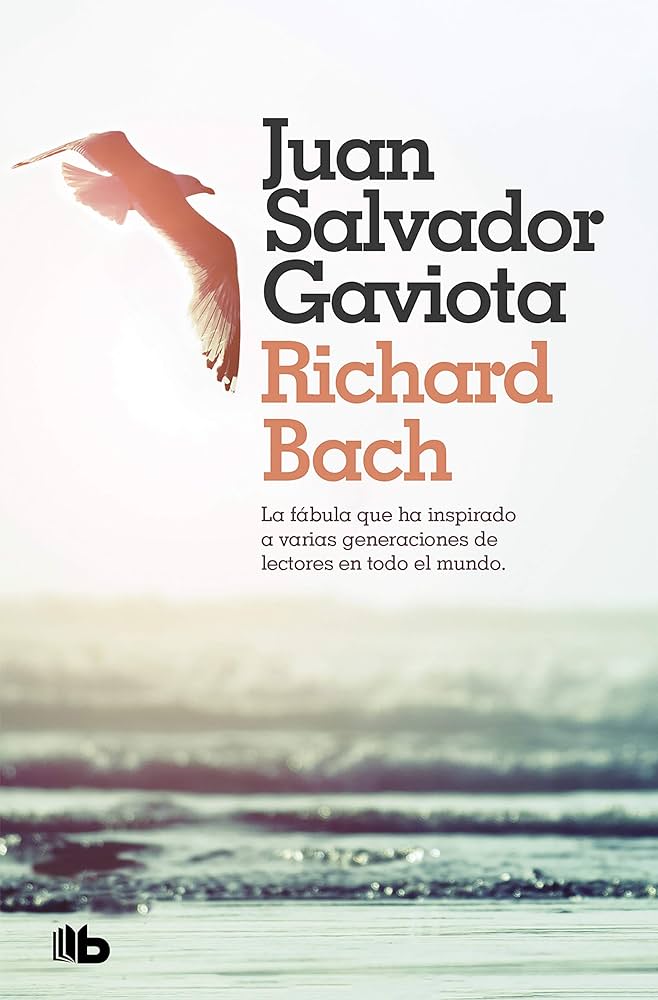 Juan
Salvador
Gaviota
Richard
Bach
La fábula que ha inspirado
a varias generaciones de
lectores en todo el mundo.
b